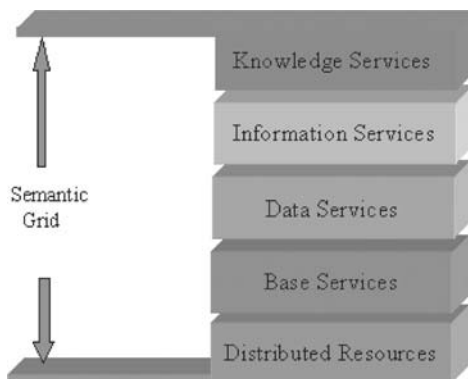 Knowledge Services
Information Services
Semantic
Grid
Data Services
Base Services
Distributed Resources